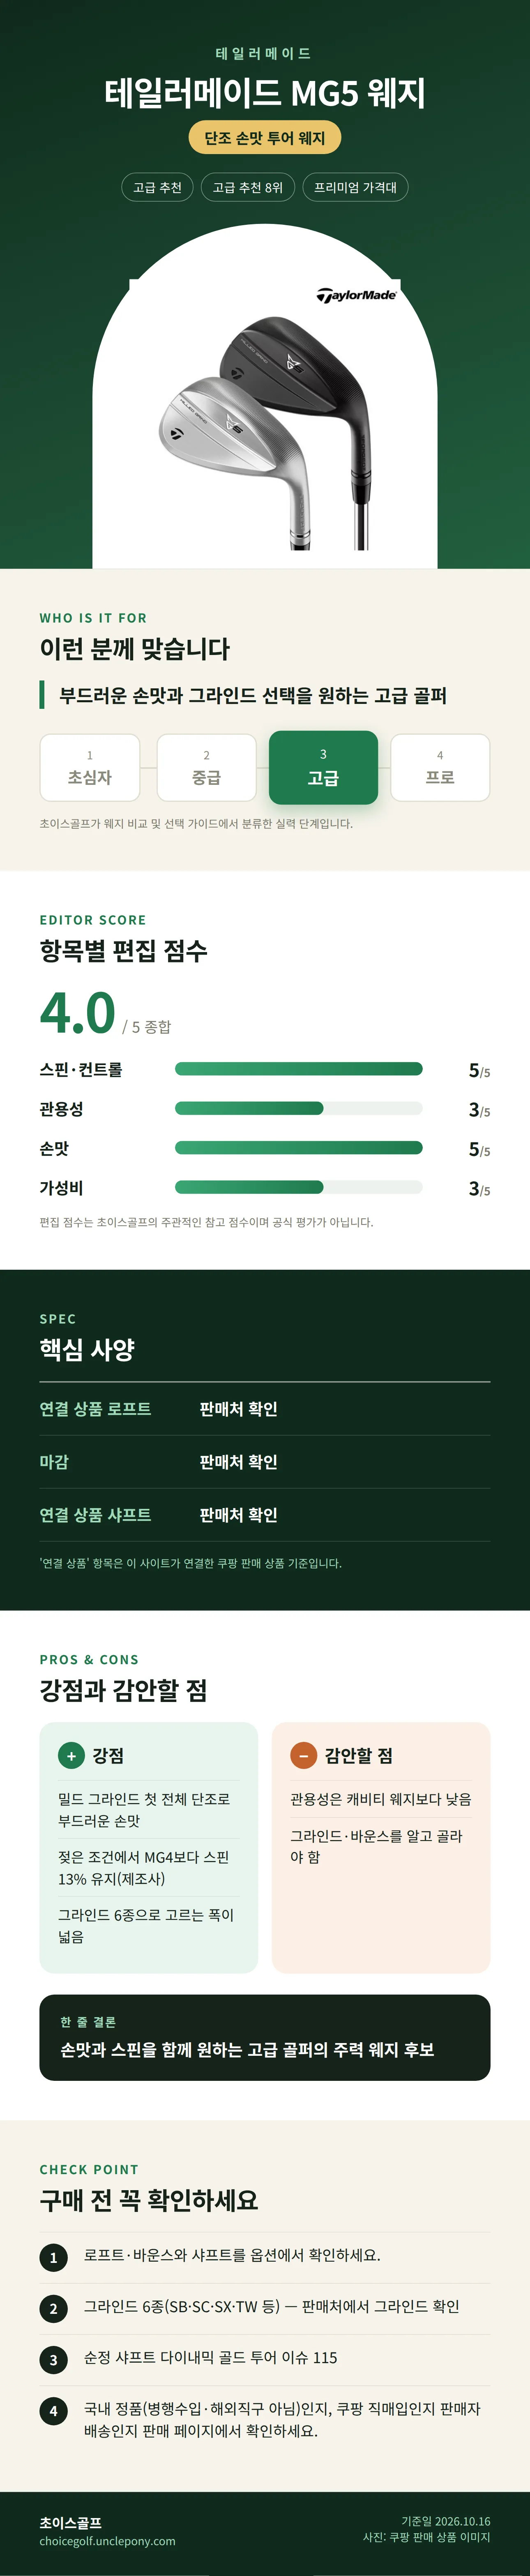 테일러메이드
테일러메이드 MG5 웨지
단조 손맛 투어 웨지
고급 추천
고급 추천 8위
프리미엄 가격대
TaylorMade
WHO IS IT FOR
이런 분께 맞습니다
부드러운 손맛과 그라인드 선택을 원하는 고급 골퍼
1
초심자
2
중급
3
고급
4
프로
초이스골프가 웨지 비교 및 선택 가이드에서 분류한 실력 단계입니다.
EDITOR SCORE
항목별 편집 점수
4.0 / 5 종합
스핀·컨트롤 5/5
관용성 3/5
손맛 5/5
가성비 3/5
편집 점수는 초이스골프의 주관적인 참고 점수이며 공식 평가가 아닙니다.
SPEC
핵심 사양
연결 상품 로프트 판매처 확인
마감 판매처 확인
연결 상품 샤프트 판매처 확인
'연결 상품' 항목은 이 사이트가 연결한 쿠팡 판매 상품 기준입니다.
PROS & CONS
강점과 감안할 점
+ 강점
밀드 그라인드 첫 전체 단조로
부드러운 손맛
젖은 조건에서 MG4보다 스핀
13% 유지(제조사)
그라인드 6종으로 고르는 폭이
넓음
− 감안할 점
관용성은 캐비티 웨지보다 낮음
그라인드·바운스를 알고 골라
야 함
한 줄 결론
손맛과 스핀을 함께 원하는 고급 골퍼의 주력 웨지 후보
CHECK POINT
구매 전 꼭 확인하세요
1 로프트·바운스와 샤프트를 옵션에서 확인하세요.
2 그라인드 6종(SB·SC·SX·TW 등) — 판매처에서 그라인드 확인
3 순정 샤프트 다이내믹 골드 투어 이슈 115
4 국내 정품(병행수입·해외직구 아님)인지, 쿠팡 직매입인지 판매자
배송인지 판매 페이지에서 확인하세요.
초이스골프
choicegolf.unclepony.com
기준일 2026.10.16
사진: 쿠팡 판매 상품 이미지